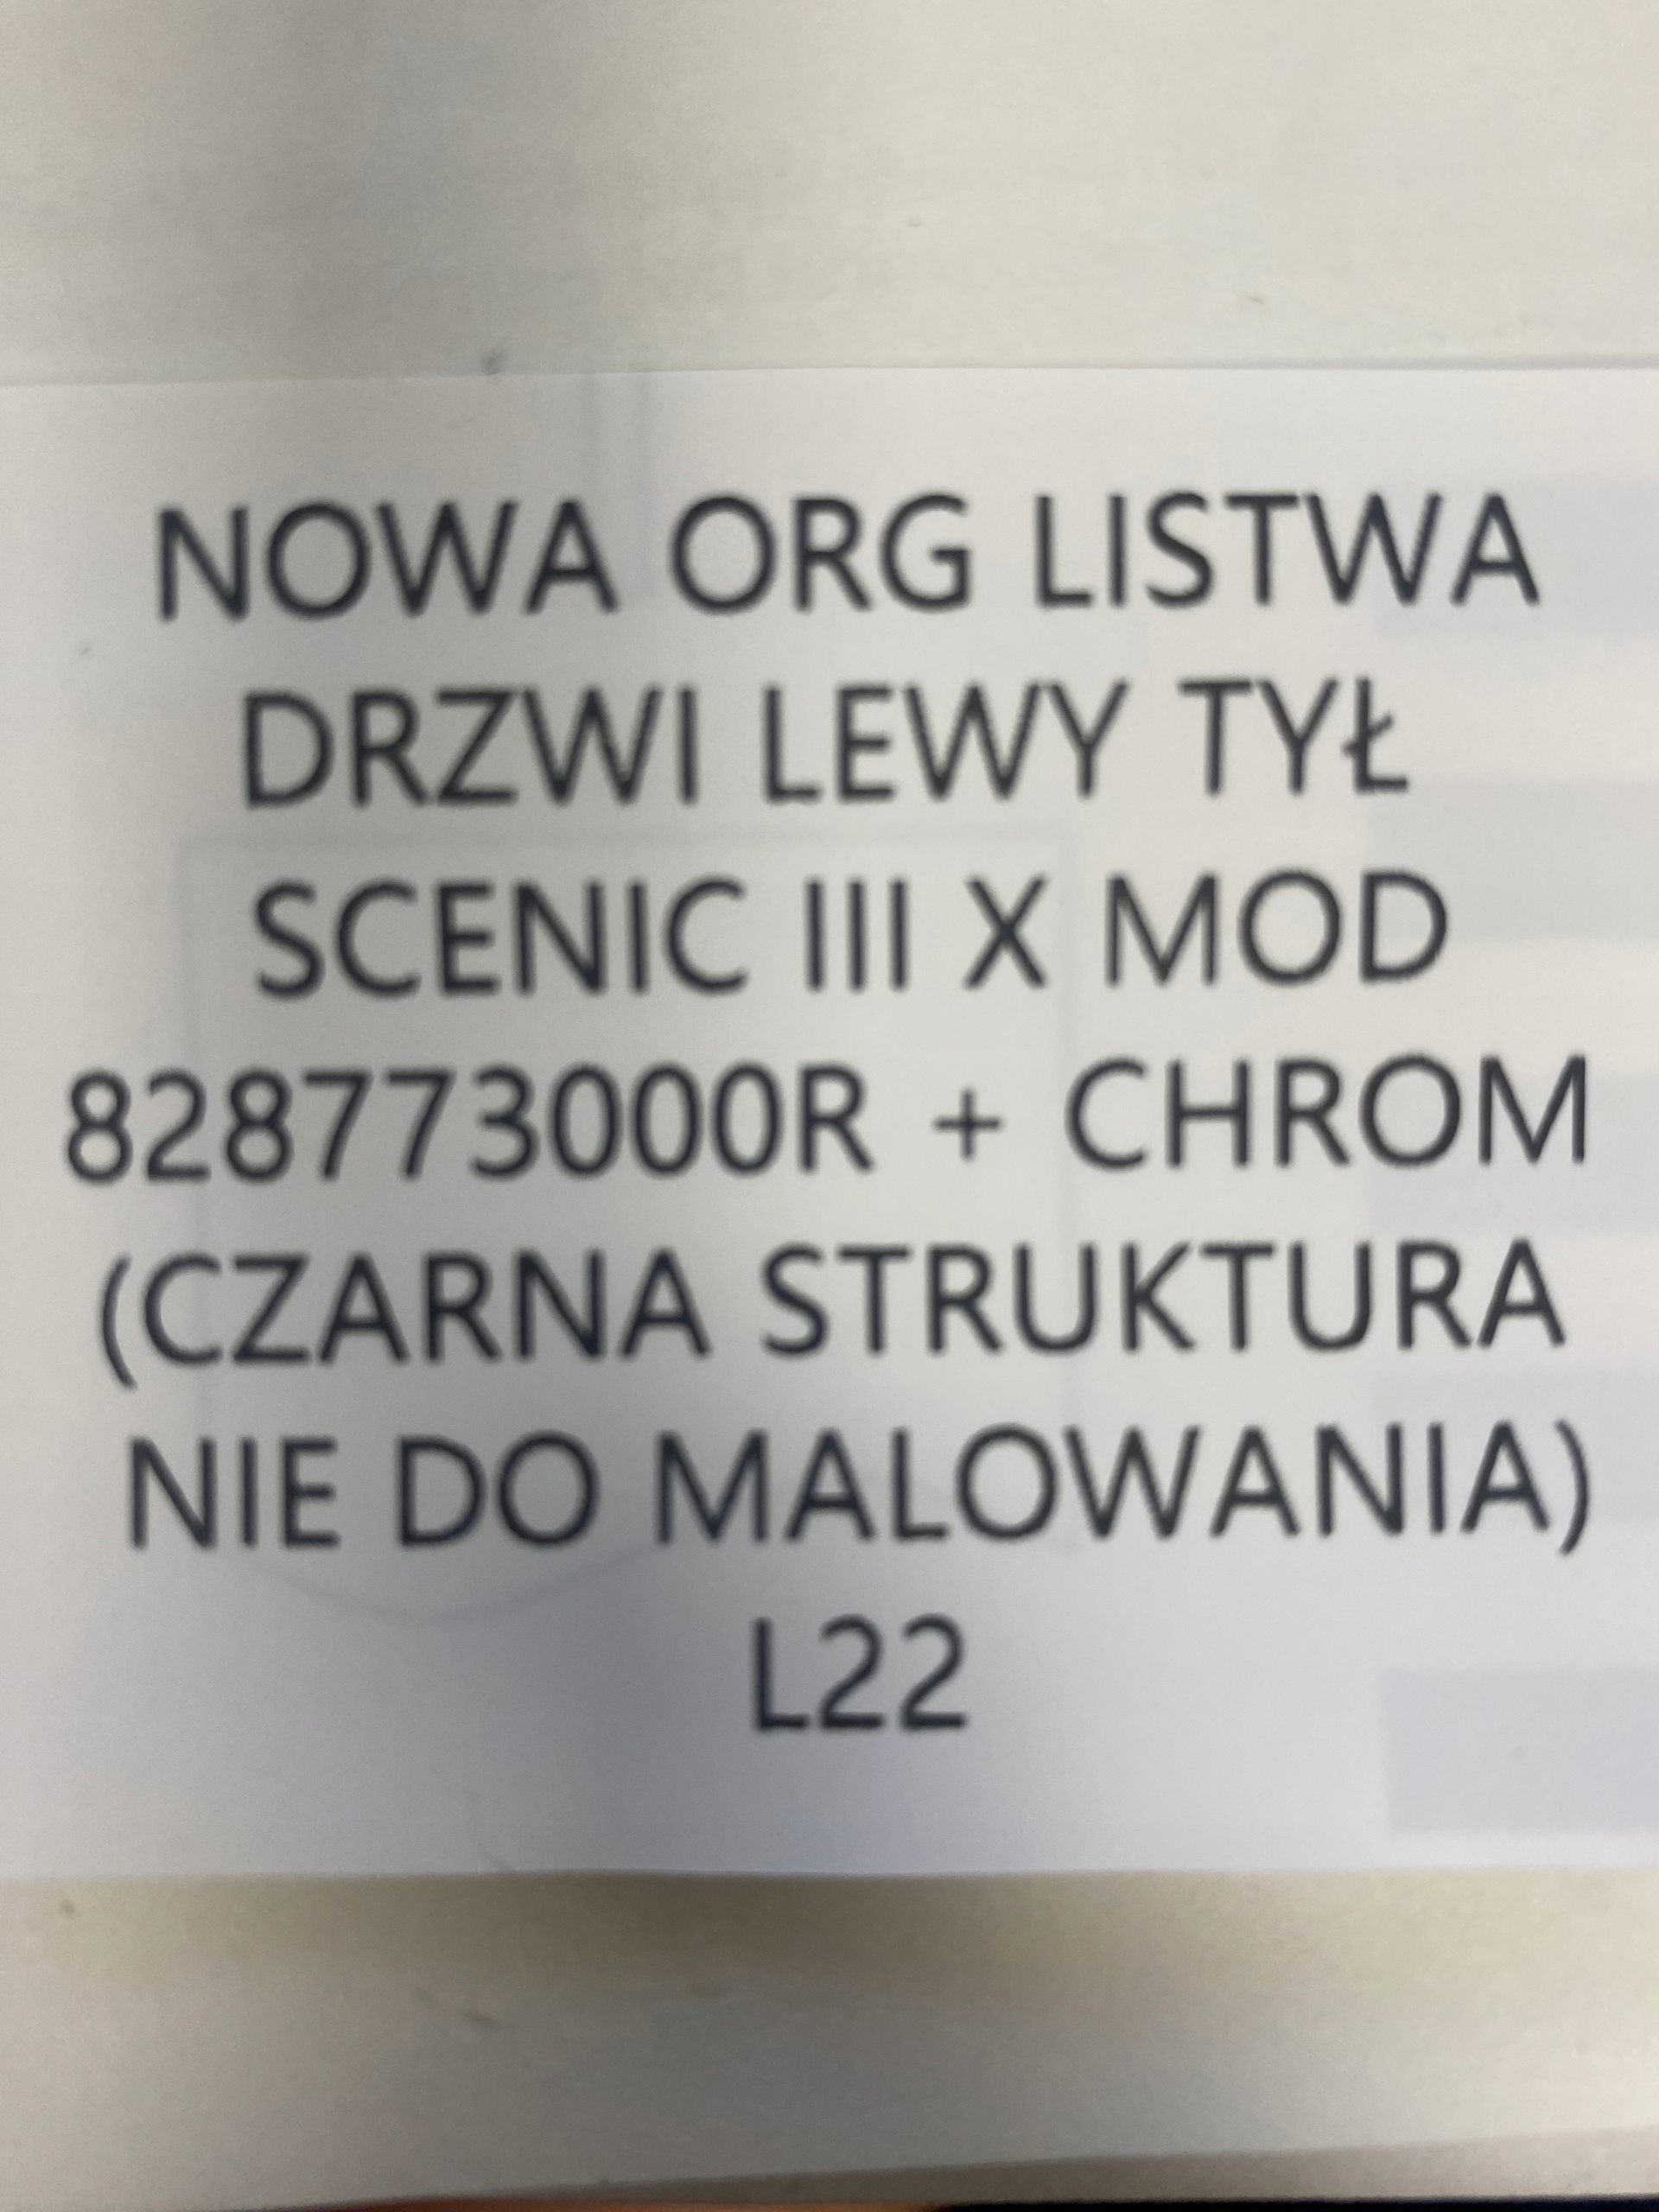 NOWA ORG LISTWA
DRZWI LEWY TYŁ
SCENIC III X MOD
828773000R + CHROM
(CZARNA STRUKTURA
NIE DO MALOWANIA)
L22